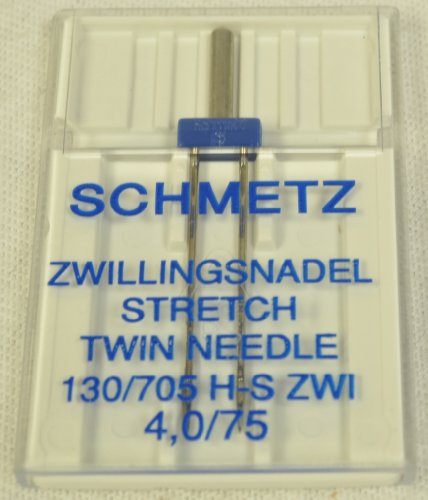 SCHMETZ
ZWILLINGSNADEL
STRETCH
TWIN NEEDLE
130/705 H-S ZWI
4,0/75